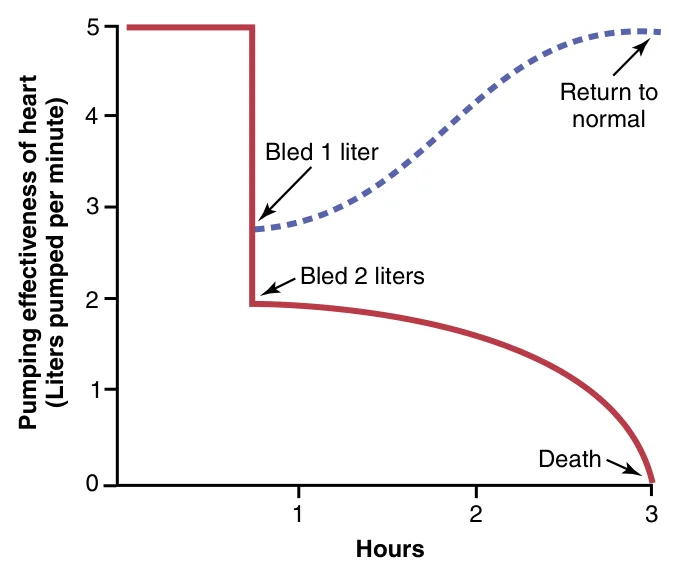 Pumping effectiveness of heart
(Liters pumped per minute)
5
4
3
2
1
0
Bled 1 liter
Return to
normal
Bled 2 liters
Death
1
2
3
Hours